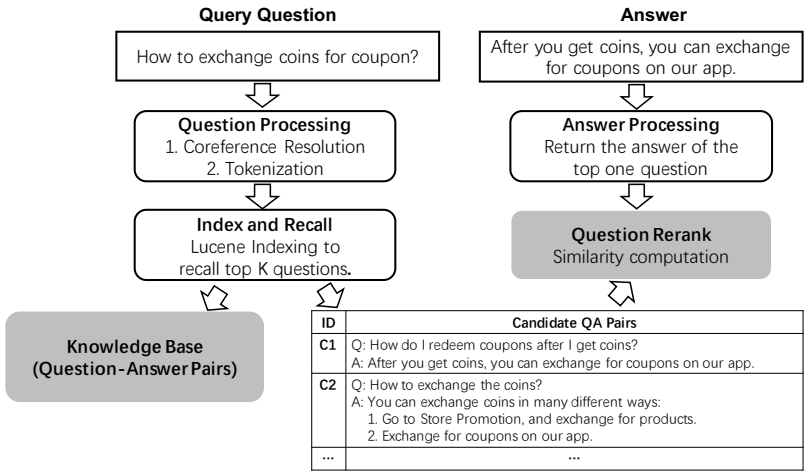 Query Question
How to exchange coins for coupon?
Question Processing
1. Coreference Resolution
2. Tokenization
Index and Recall
Lucene Indexing to
recall top K questions.
Knowledge Base
(Question-Answer Pairs)
Answer
After you get coins, you can exchange
for coupons on our app.
Answer Processing
Return the answer of the
top one question
Question Rerank
Similarity computation
ID Candidate QA Pairs
C1 Q: How do I redeem coupons after I get coins?
A: After you get coins, you can exchange for coupons on our app.
C2 Q: How to exchange the coins?
A: You can exchange coins in many different ways:
1. Go to Store Promotion, and exchange for products.
2. Exchange for coupons on our app.
... ...